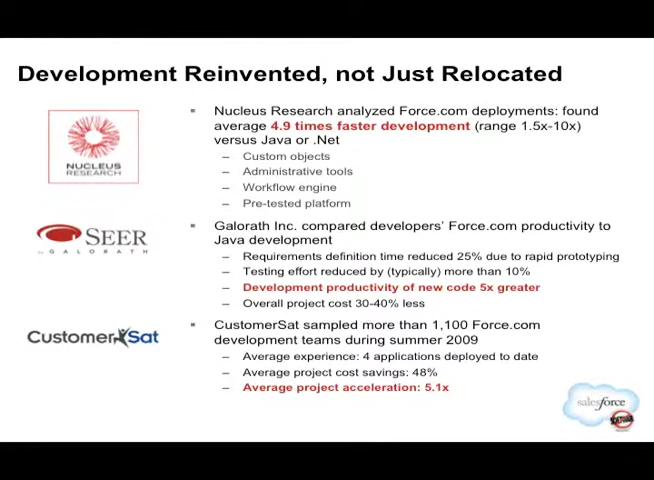 Development Reinvented, not Just Relocated
NUCLEUS
RESEARCH
Nucleus Research analyzed Force.com deployments: found
average 4.9 times faster development (range 1.5x-10x)
versus Java or .Net
– Custom objects
– Administrative tools
– Workflow engine
– Pre-tested platform
SEER
by GALORATH
Galorath Inc. compared developers' Force.com productivity to
Java development
– Requirements definition time reduced 25% due to rapid prototyping
– Testing effort reduced by (typically) more than 10%
– Development productivity of new code 5x greater
– Overall project cost 30-40% less
CustomerSat
CustomerSat sampled more than 1,100 Force.com
development teams during summer 2009
– Average experience: 4 applications deployed to date
– Average project cost savings: 48%
– Average project acceleration: 5.1x
salesforce